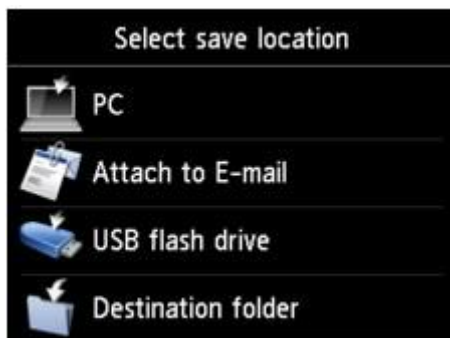 Select save location
PC
Attach to E-mail
USB flash drive
Destination folder